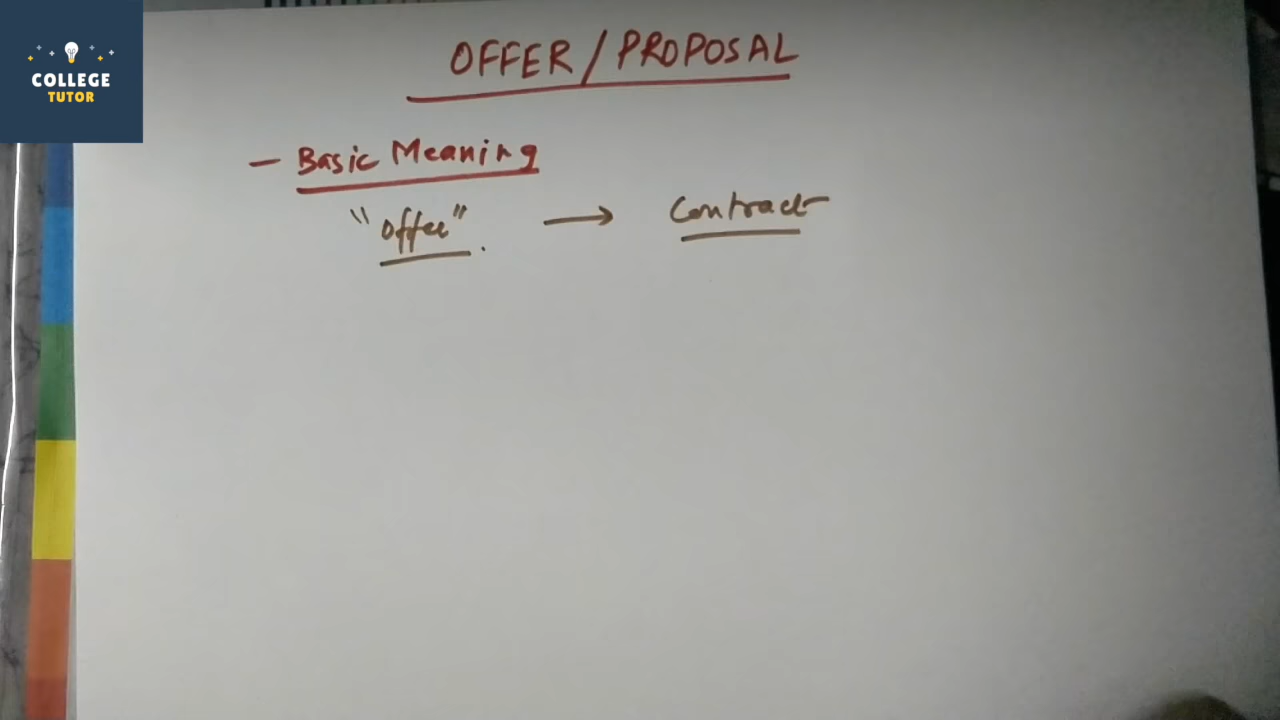 COLLEGE
TUTOR
OFFER / PROPOSAL
- Basic Meaning
"Offer". → Contract